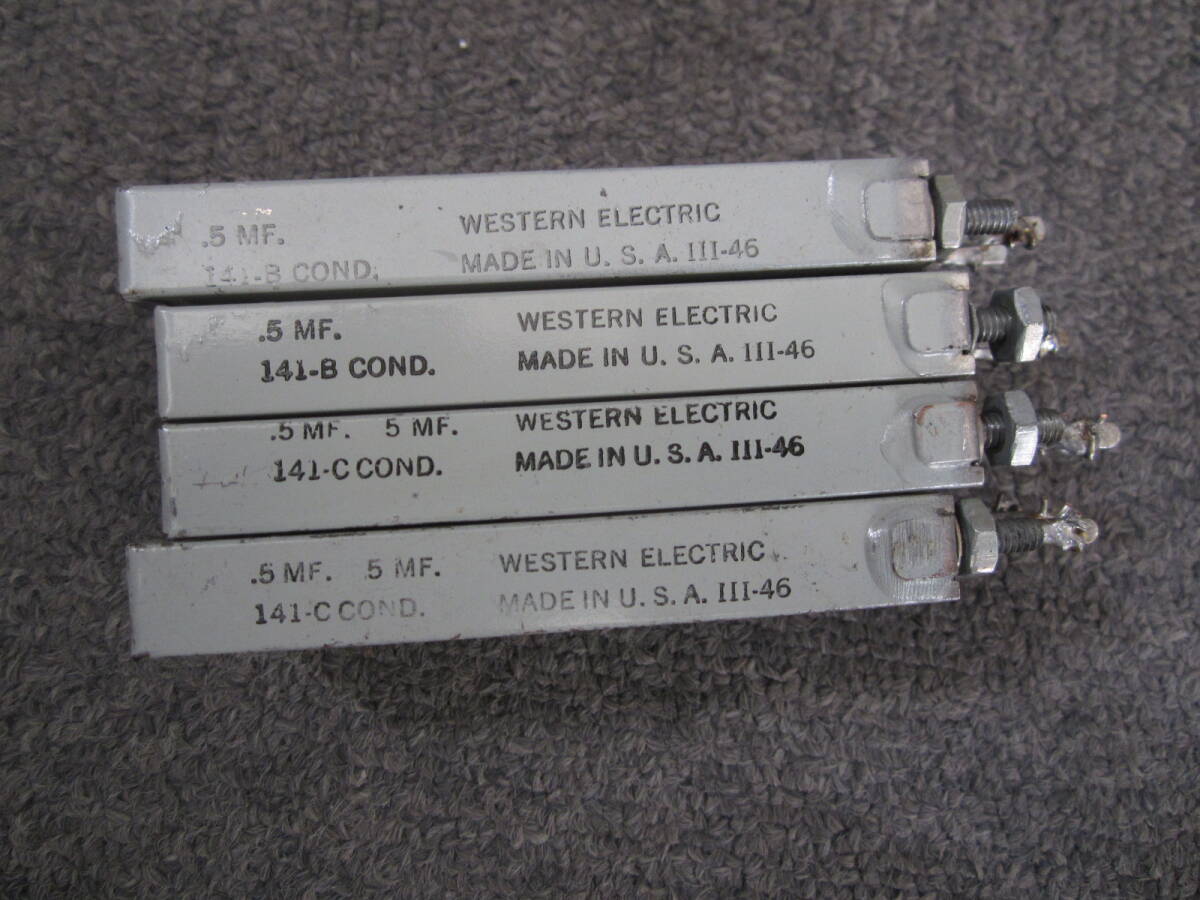 .5 MF.
141-B COND.
WESTERN ELECTRIC
MADE IN U. S. A. III-46
.5 MF.
141-B COND.
WESTERN ELECTRIC
MADE IN U. S. A. III-46
.5 MF. 5 MF.
141-C COND.
WESTERN ELECTRIC
MADE IN U. S. A. III-46
.5 MF. .5 MF.
141-C COND.
WESTERN ELECTRIC
MADE IN U. S. A. III-46